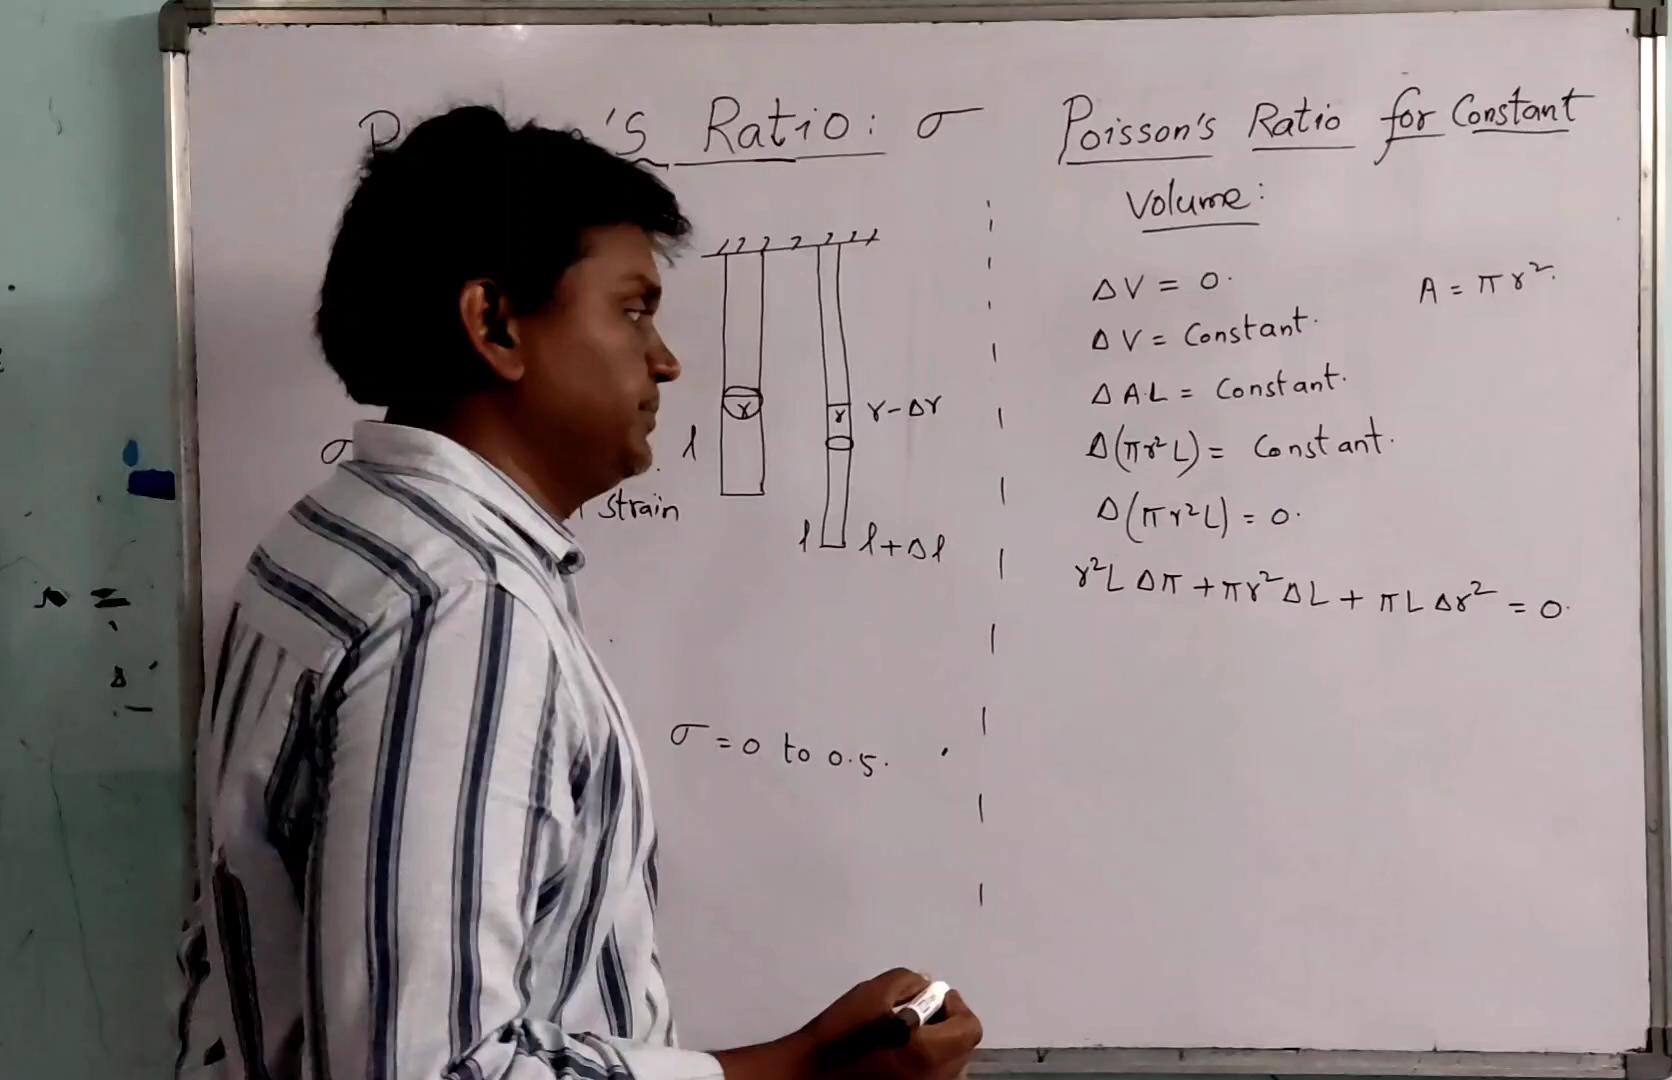 'S Ratio: σ
σ
strain
l
r
r
r-Δr
l
l+Δl
σ = 0 to 0.5.
Poisson's Ratio for Constant
Volume:
ΔV = 0.
A = πr².
ΔV = Constant.
ΔA.L = Constant.
Δ(πr²L) = Constant.
Δ(πr²L) = 0.
r²LΔπ + πr²ΔL + πLΔr² = 0.